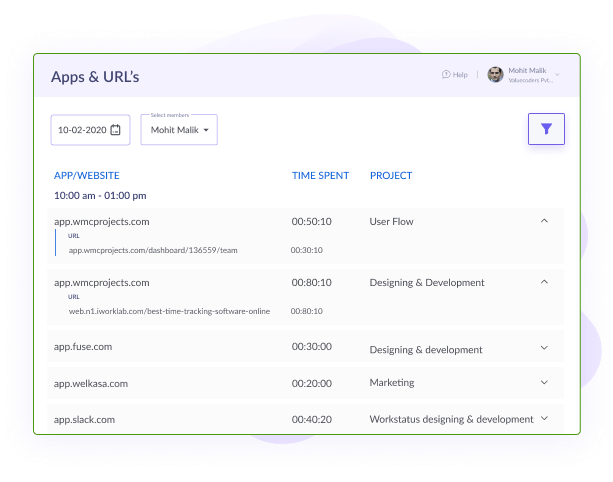 Apps & URL's
Help
Mohit Malik
Valuecoders Pvt...
10-02-2020
Select members
Mohit Malik
APP/WEBSITE TIME SPENT PROJECT
10:00 am - 01:00 pm
app.wmcprojects.com 00:50:10 User Flow
URL
app.wmcprojects.com/dashboard/136559/team 00:30:10
app.wmcprojects.com 00:80:10 Designing & Development
URL
web.n1.iworklab.com/best-time-tracking-software-online 00:80:10
app.fuse.com 00:30:00 Designing & development
app.welkasa.com 00:20:00 Marketing
app.slack.com 00:40:20 Workstatus designing & development